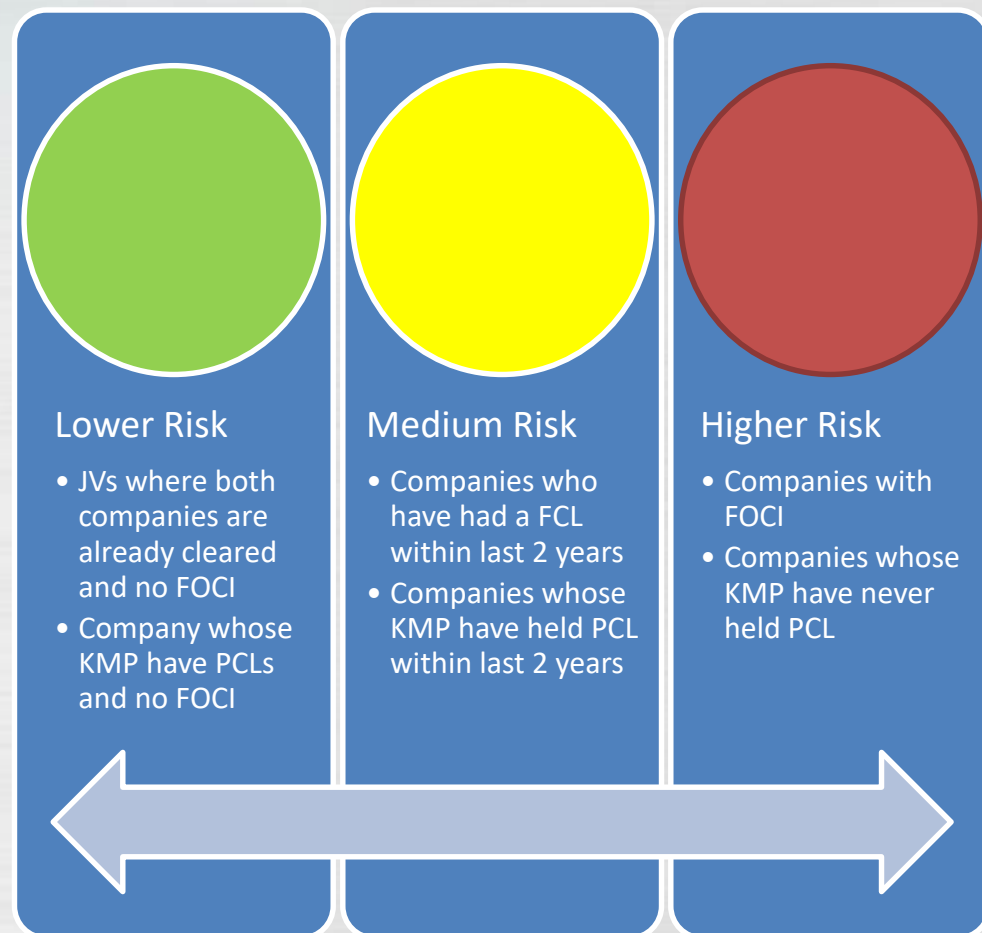 Lower Risk
• JVs where both
companies are
already cleared
and no FOCI
• Company whose
KMP have PCLs
and no FOCI
Medium Risk
• Companies who
have had a FCL
within last 2 years
• Companies whose
KMP have held PCL
within last 2 years
Higher Risk
• Companies with
FOCI
• Companies whose
KMP have never
held PCL